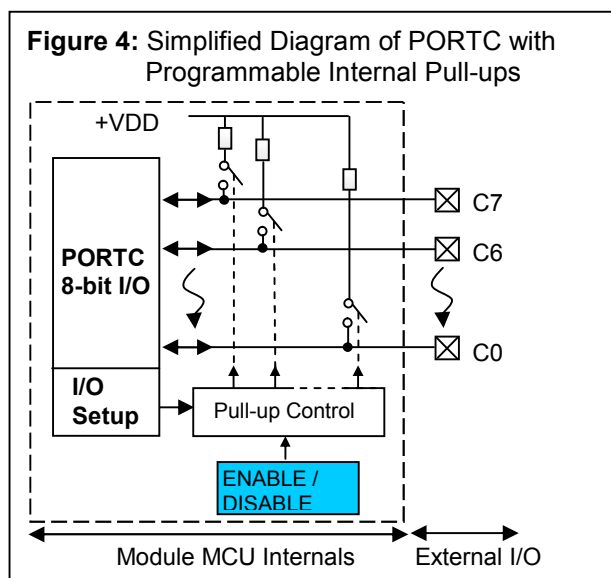 Figure 4: Simplified Diagram of PORTC with
Programmable Internal Pull-ups
+VDD
C7
PORTC
8-bit I/O
C6
C0
I/O
Setup
Pull-up Control
ENABLE /
DISABLE
Module MCU Internals
External I/O